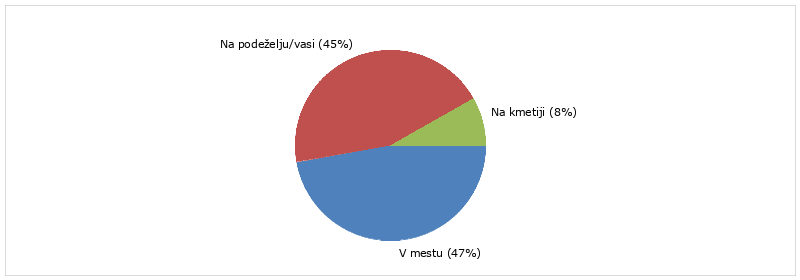 Na podeželju/vasi (45%)
Na kmetiji (8%)
V mestu (47%)